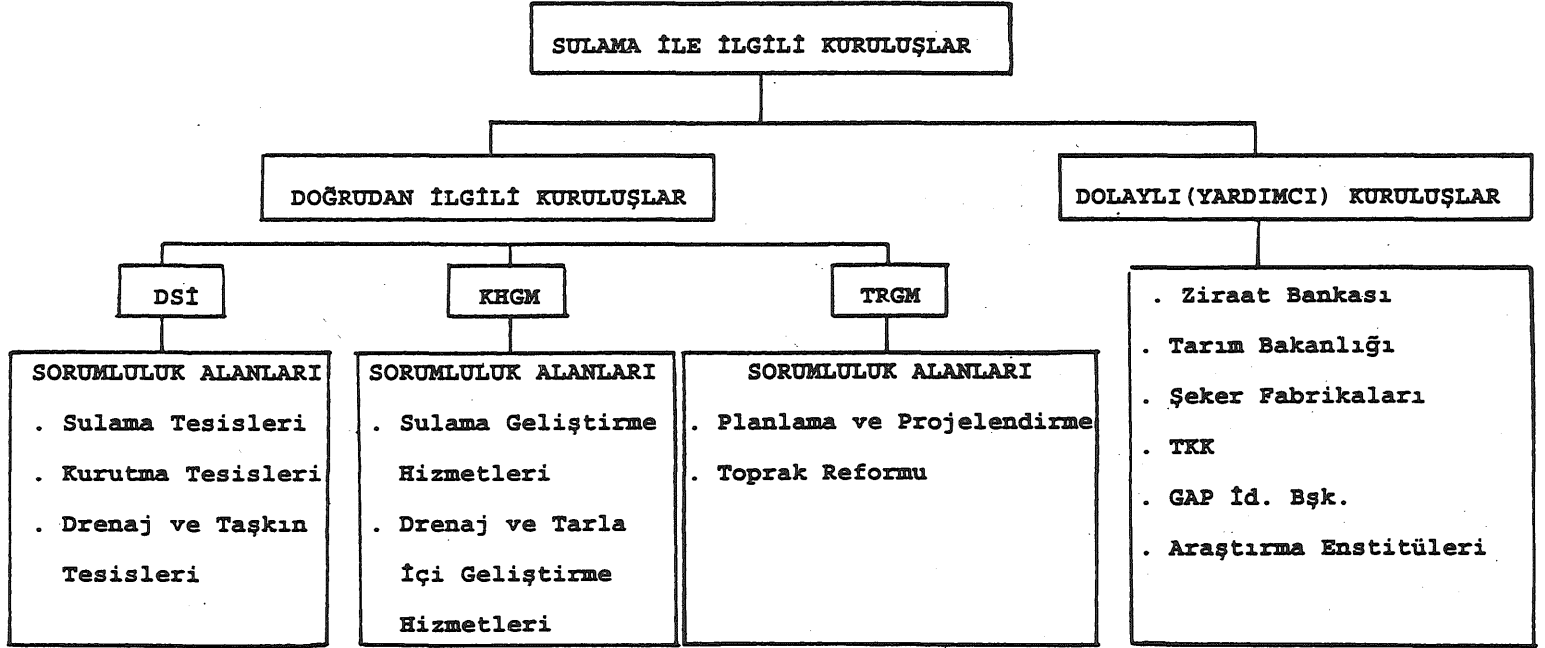 SULAMA İLE İLGİLİ KURULUŞLAR
DOĞRUDAN İLGİLİ KURULUŞLAR
DOLAYLI(YARDIMCI) KURULUŞLAR
DSİ
KHGM
TRGM
SORUMLULUK ALANLARI
. Sulama Tesisleri
. Kurutma Tesisleri
. Drenaj ve Taşkın
Tesisleri
SORUMLULUK ALANLARI
. Sulama Geliştirme
Hizmetleri
. Drenaj ve Tarla
İçi Geliştirme
Hizmetleri
SORUMLULUK ALANLARI
. Planlama ve Projelendirme
. Toprak Reformu
. Ziraat Bankası
. Tarım Bakanlığı
. Şeker Fabrikaları
. TKK
. GAP İd. Bşk.
. Araştırma Enstitüleri